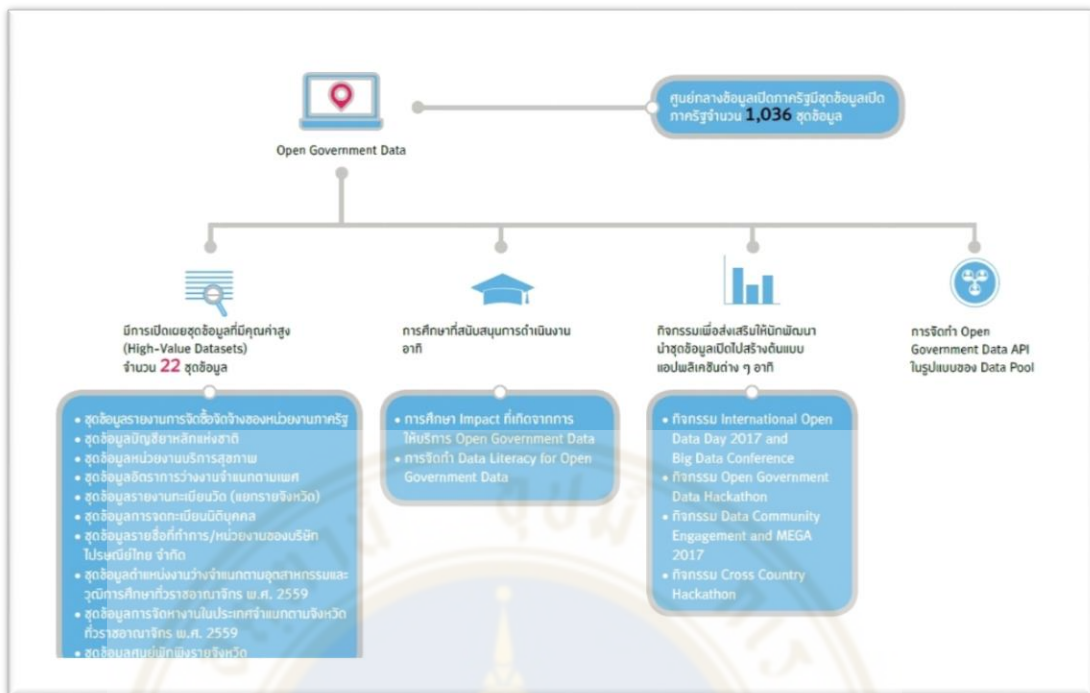 ศูนย์กลางข้อมูลเปิดภาครัฐมีชุดข้อมูลเปิด
ภาครัฐจำนวน 1,036 ชุดข้อมูล
Open Government Data
มีการเปิดเผยชุดข้อมูลที่มีคุณค่าสูง
(High-Value Datasets)
จำนวน 22 ชุดข้อมูล
• ชุดข้อมูลรายงานการจัดซื้อจัดจ้างของหน่วยงานภาครัฐ
• ชุดข้อมูลบัญชียาหลักแห่งชาติ
• ชุดข้อมูลหน่วยงานบริการสุขภาพ
• ชุดข้อมูลอัตราการว่างงานจำแนกตามเพศ
• ชุดข้อมูลรายงานทะเบียนวัด (แยกรายจังหวัด)
• ชุดข้อมูลการจดทะเบียนนิติบุคคล
• ชุดข้อมูลรายชื่อที่ทำการ/หน่วยงานของบริษัท
ไปรษณีย์ไทย จำกัด
• ชุดข้อมูลตำแหน่งงานว่างจำแนกตามอุตสาหกรรมและ
วุฒิการศึกษาทั่วราชอาณาจักร พ.ศ. 2559
• ชุดข้อมูลการจัดหางานในประเทศจำแนกตามจังหวัด
ทั่วราชอาณาจักร พ.ศ. 2559
• ชุดข้อมูลศูนย์พักพิงรายจังหวัด
การศึกษาที่สนับสนุนการดำเนินงาน
อาทิ
• การศึกษา Impact ที่เกิดจากการ
ให้บริการ Open Government Data
• การจัดทำ Data Literacy for Open
Government Data
กิจกรรมเพื่อส่งเสริมให้นักพัฒนา
นำชุดข้อมูลเปิดไปสร้างต้นแบบ
แอปพลิเคชันต่าง ๆ อาทิ
• กิจกรรม International Open
Data Day 2017 and
Big Data Conference
• กิจกรรม Open Government
Data Hackathon
• กิจกรรม Data Community
Engagement and MEGA
2017
• กิจกรรม Cross Country
Hackathon
การจัดทำ Open
Government Data API
ในรูปแบบของ Data Pool